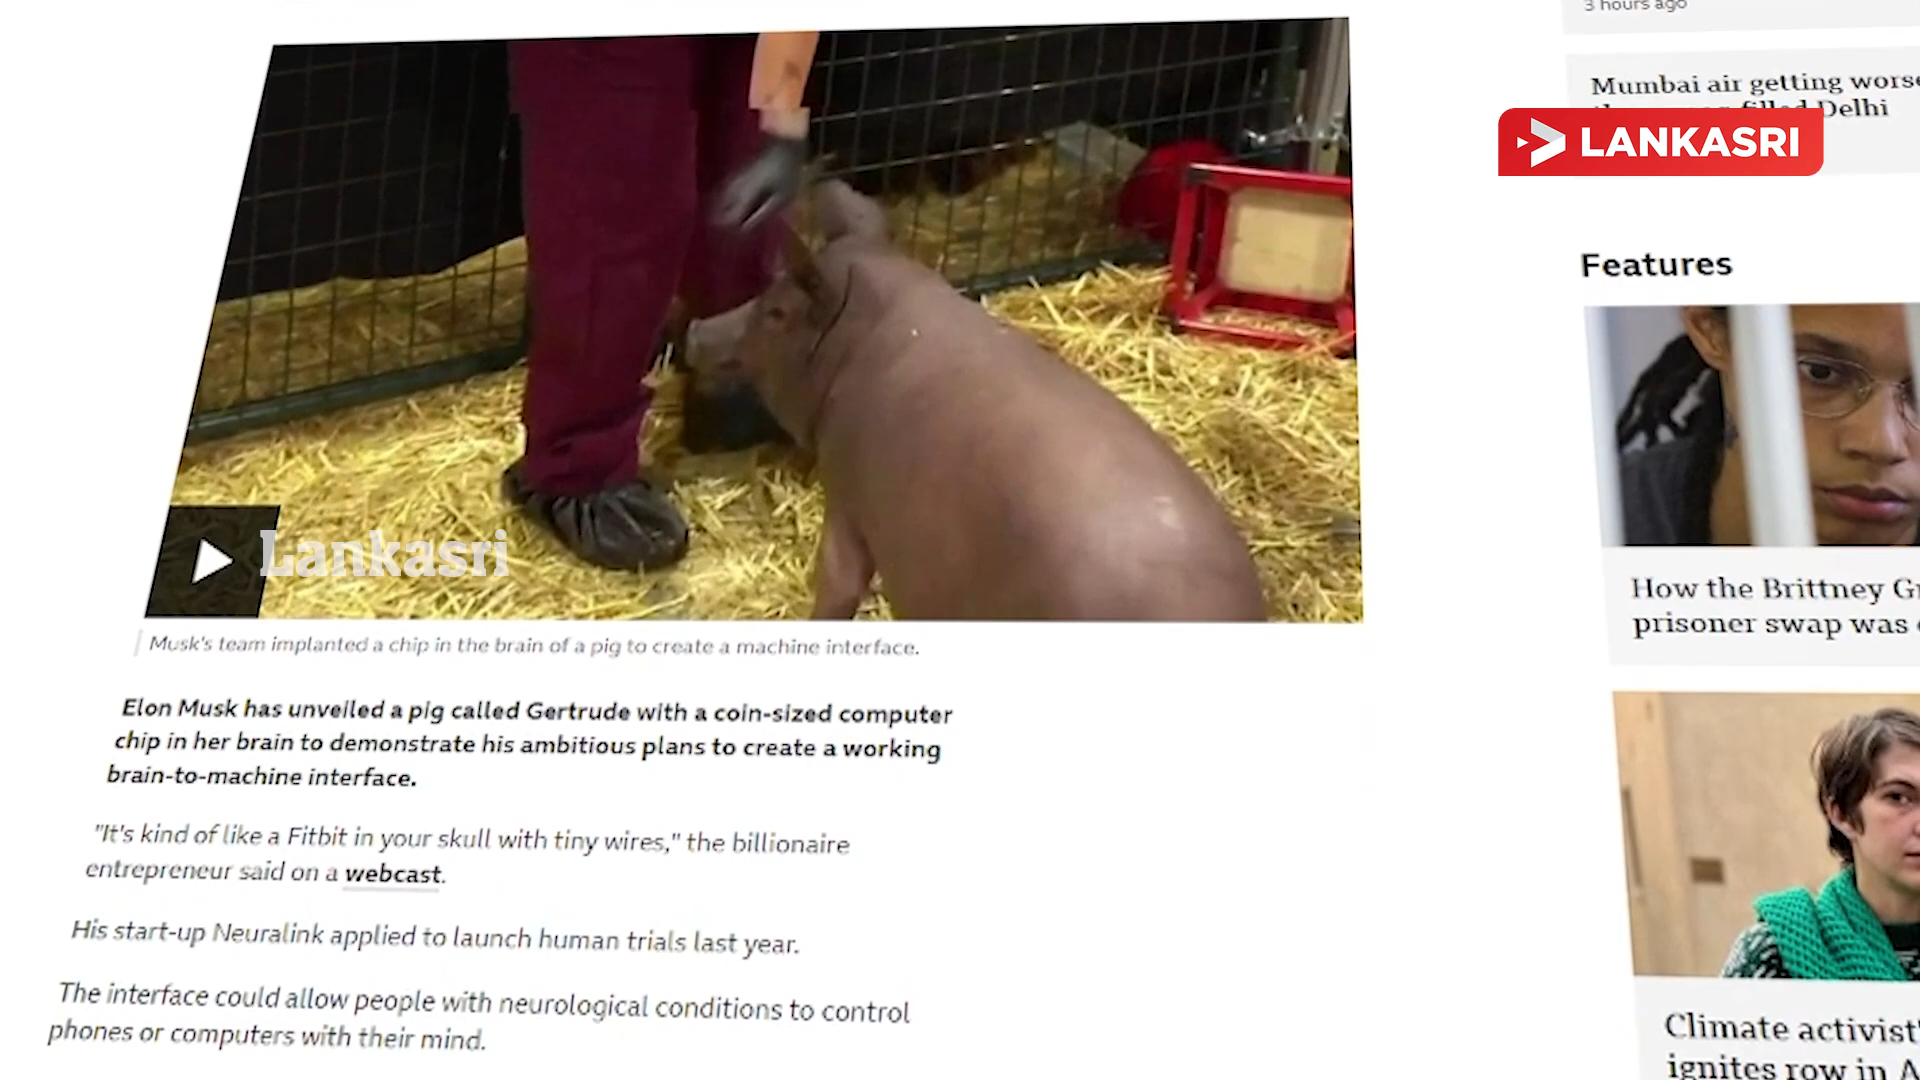 3 hours ago
Mumbai air getting worse
filled Delhi
LANKASRI
Features
Lankasri
Musk's team implanted a chip in the brain of a pig to create a machine interface.
Elon Musk has unveiled a pig called Gertrude with a coin-sized computer
chip in her brain to demonstrate his ambitious plans to create a working
brain-to-machine interface.
"It's kind of like a Fitbit in your skull with tiny wires," the billionaire
entrepreneur said on a webcast.
His start-up Neuralink applied to launch human trials last year.
The interface could allow people with neurological conditions to control
phones or computers with their mind.
How the Brittney
prisoner swap was
Climate activist'
ignites row in